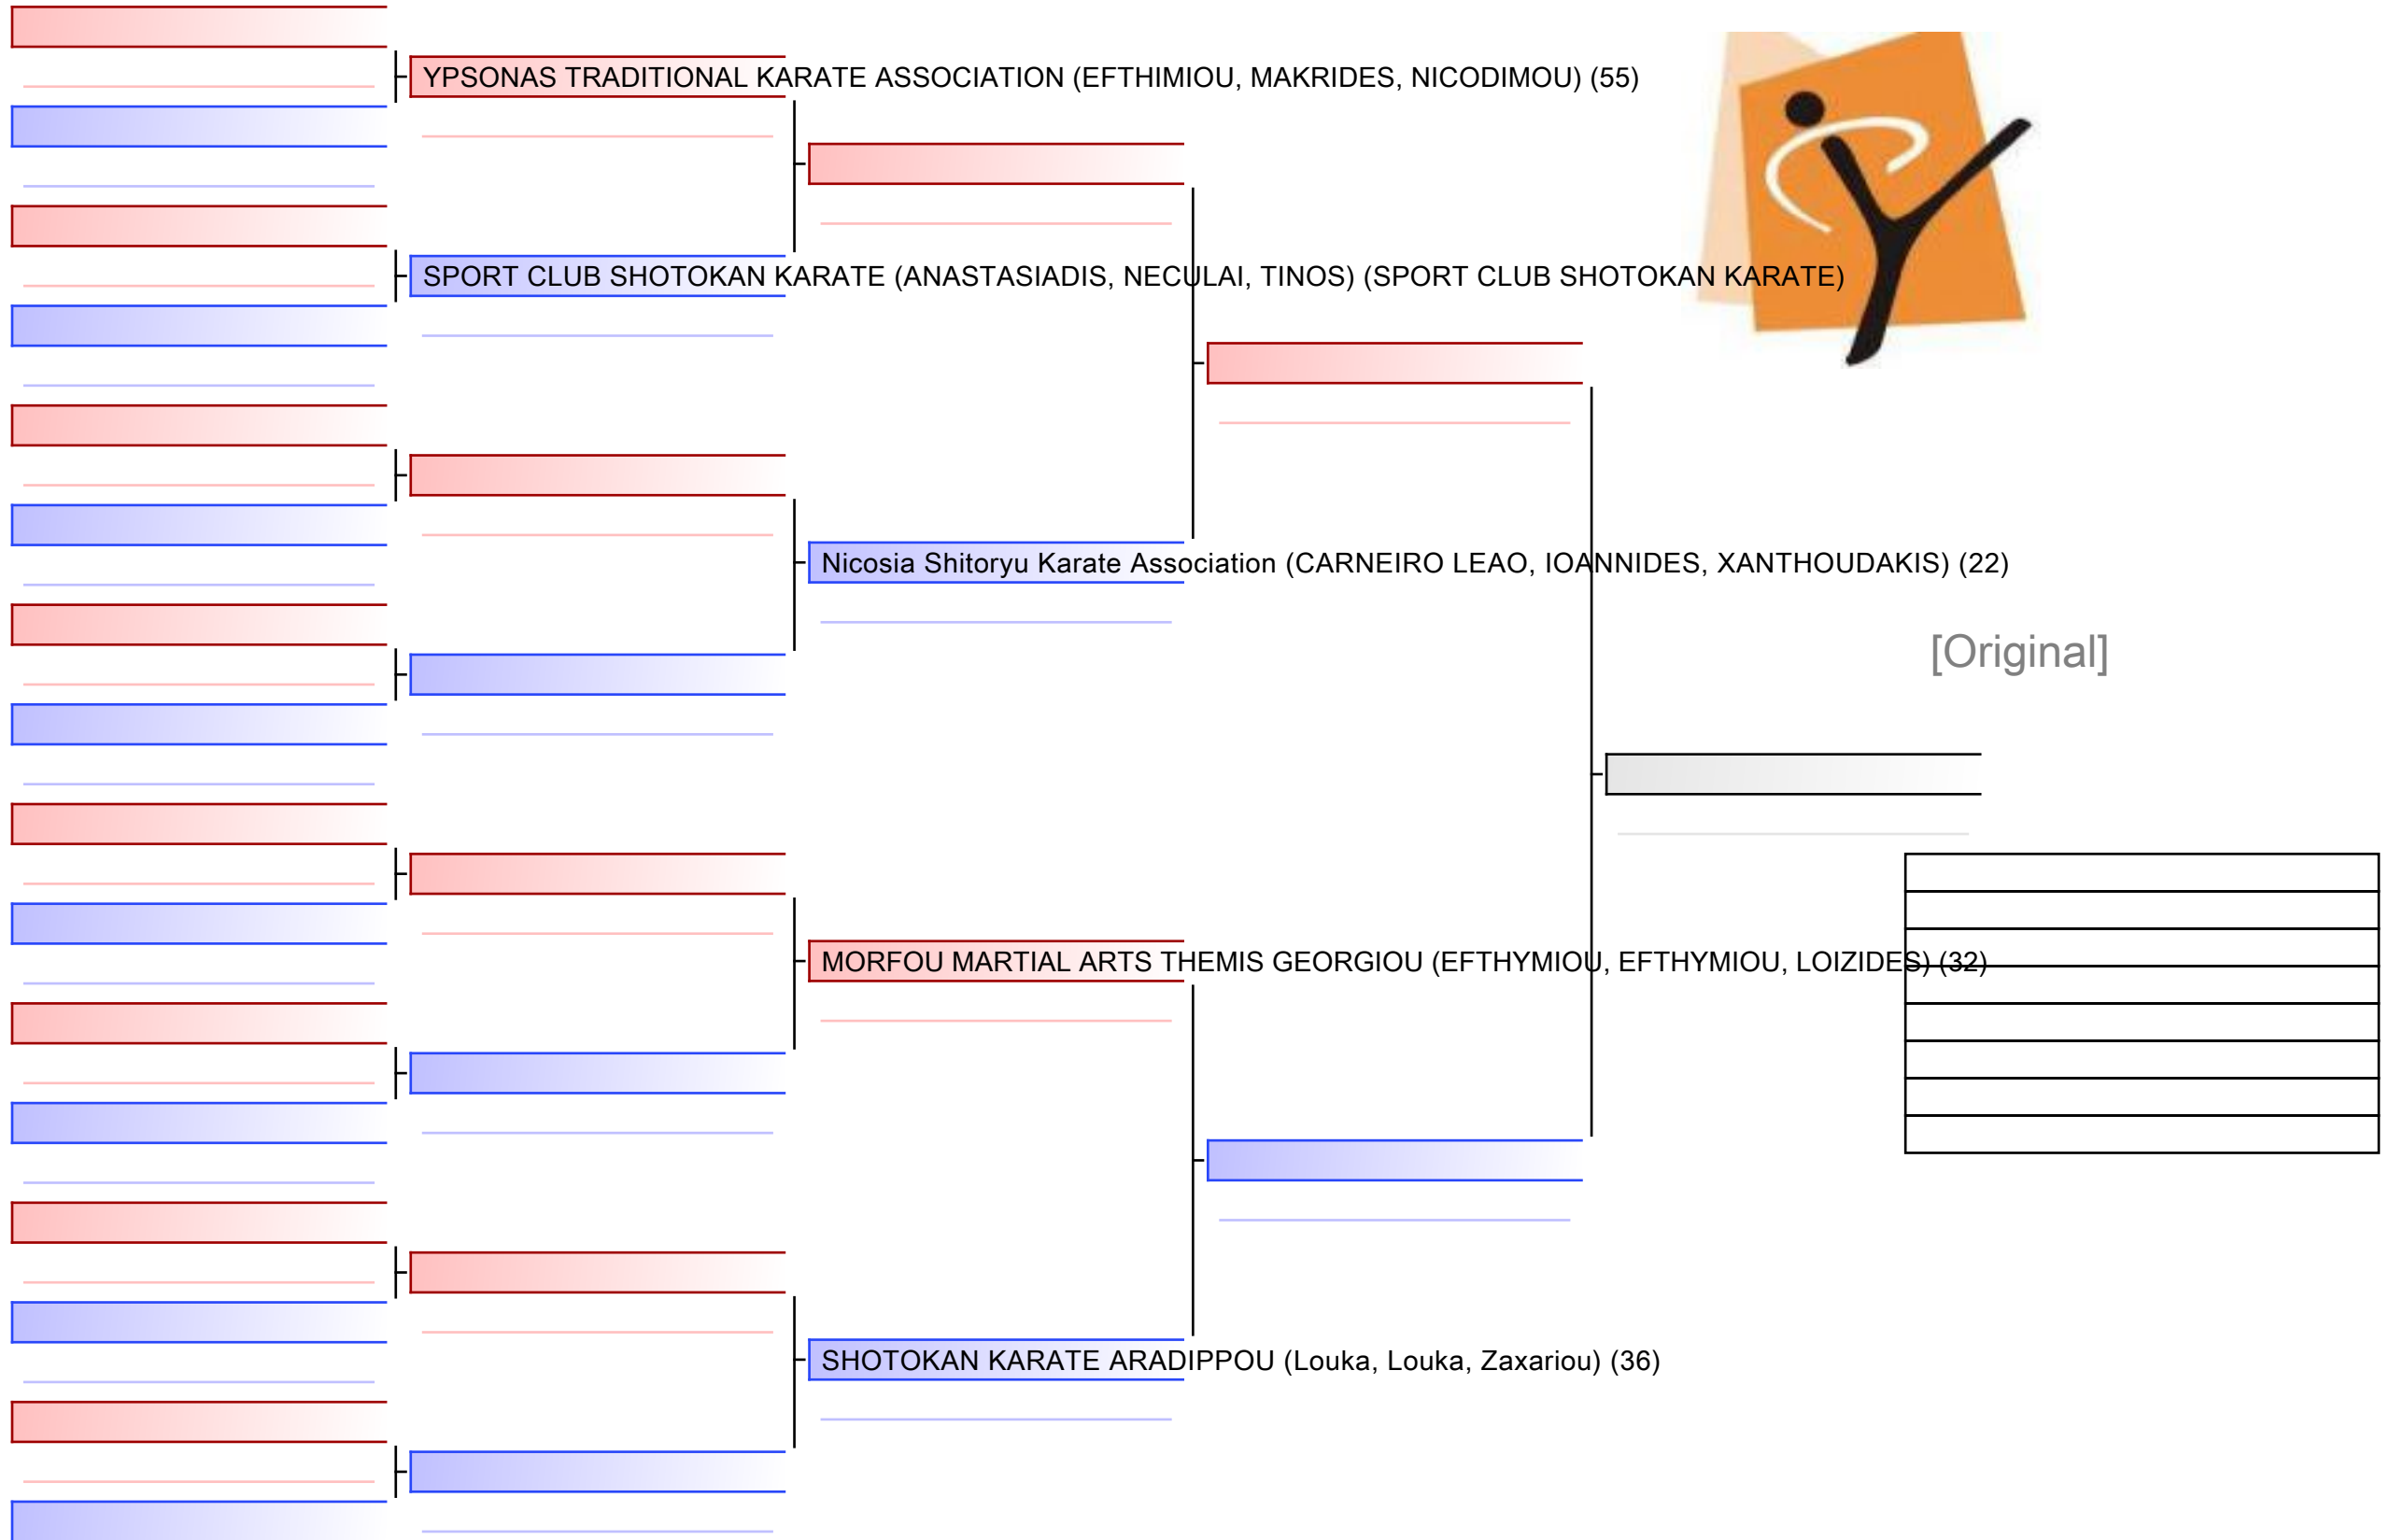 YPSONAS TRADITIONAL KARATE ASSOCIATION (EFTHIMIOU, MAKRIDES, NICODIMOU) (55)
SPORT CLUB SHOTOKAN KARATE (ANASTASIADIS, NECULAI, TINOS) (SPORT CLUB SHOTOKAN KARATE)
Nicosia Shitoryu Karate Association (CARNEIRO LEAO, IOANNIDES, XANTHOUDAKIS) (22)
[Original]
MORFOU MARTIAL ARTS THEMIS GEORGIOU (EFTHYMIOU, EFTHYMIOU, LOIZIDES) (32)
SHOTOKAN KARATE ARADIPPOU (Louka, Louka, Zaxariou) (36)